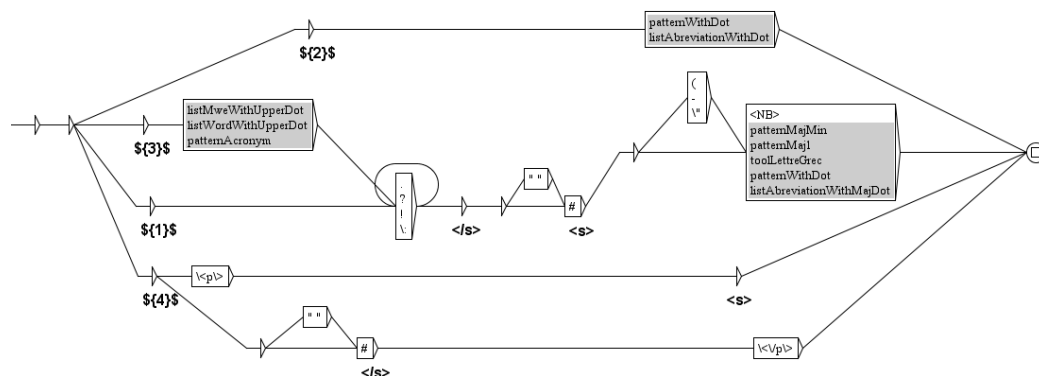 patternWithDot
listAbreviationWithDot
${2}$
(
-
\"
listMweWithUpperDot
listWordWithUpperDot
patternAcronym
${3}$
<NB>
patternMajMin
patternMaj1
toolLettreGrec
patternWithDot
listAbreviationWithMajDot
.
?
!
\:
" "
#
${1}$
</s>
<s>
\<p\>
${4}$
<s>
" "
#
</s>
\<\/p\>